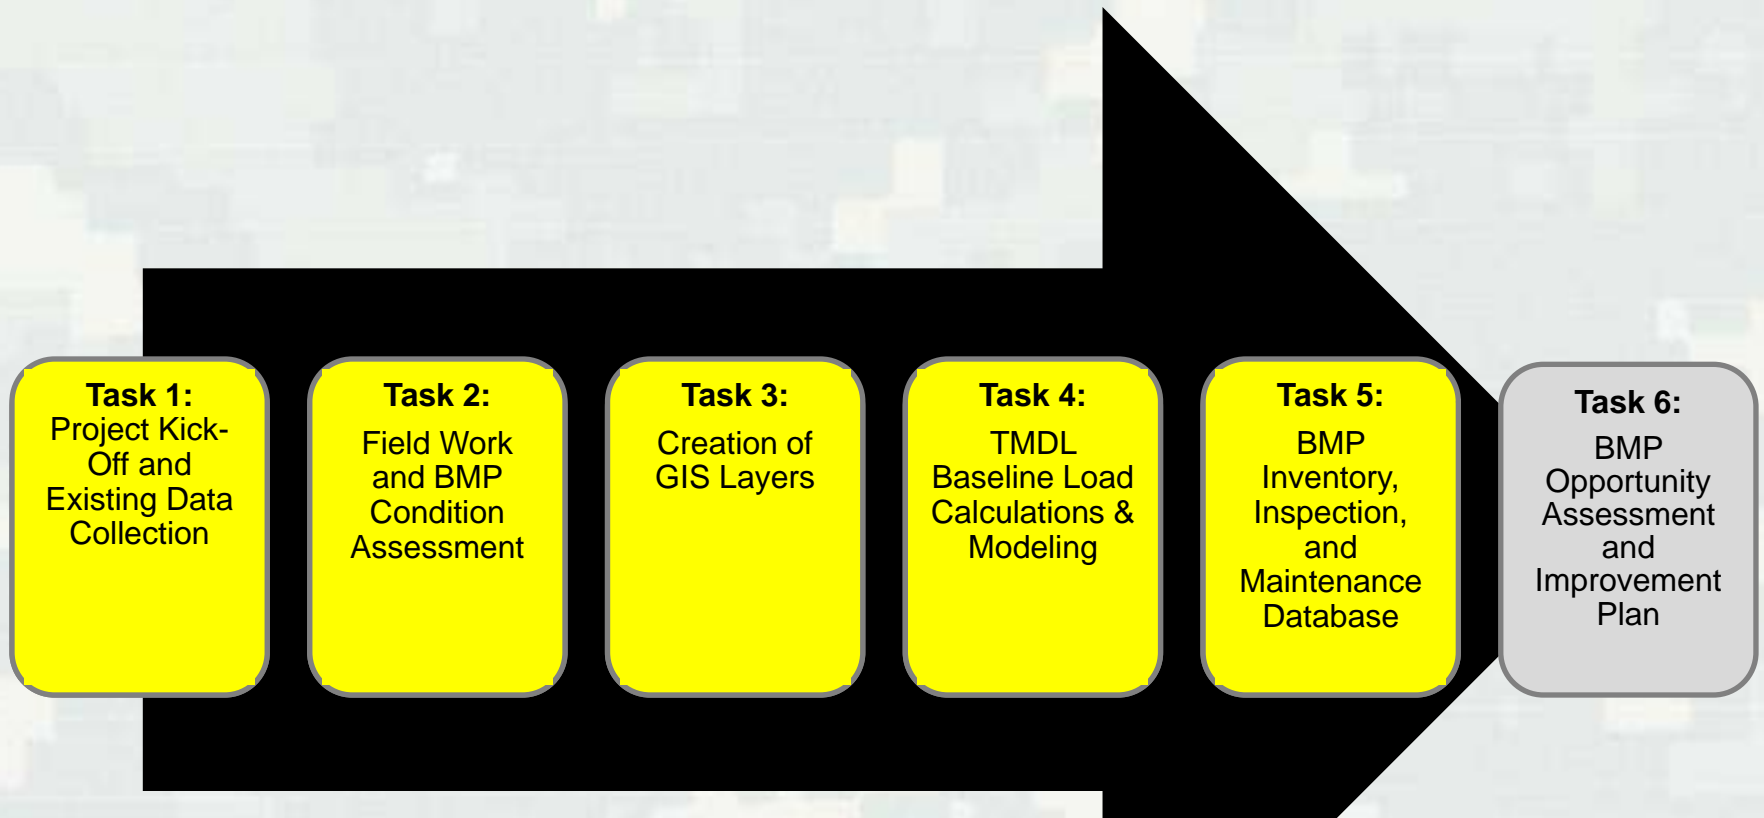 Task 1:
Project Kick-
Off and
Existing Data
Collection
Task 2:
Field Work
and BMP
Condition
Assessment
Task 3:
Creation of
GIS Layers
Task 4:
TMDL
Baseline Load
Calculations &
Modeling
Task 5:
BMP
Inventory,
Inspection,
and
Maintenance
Database
Task 6:
BMP
Opportunity
Assessment
and
Improvement
Plan